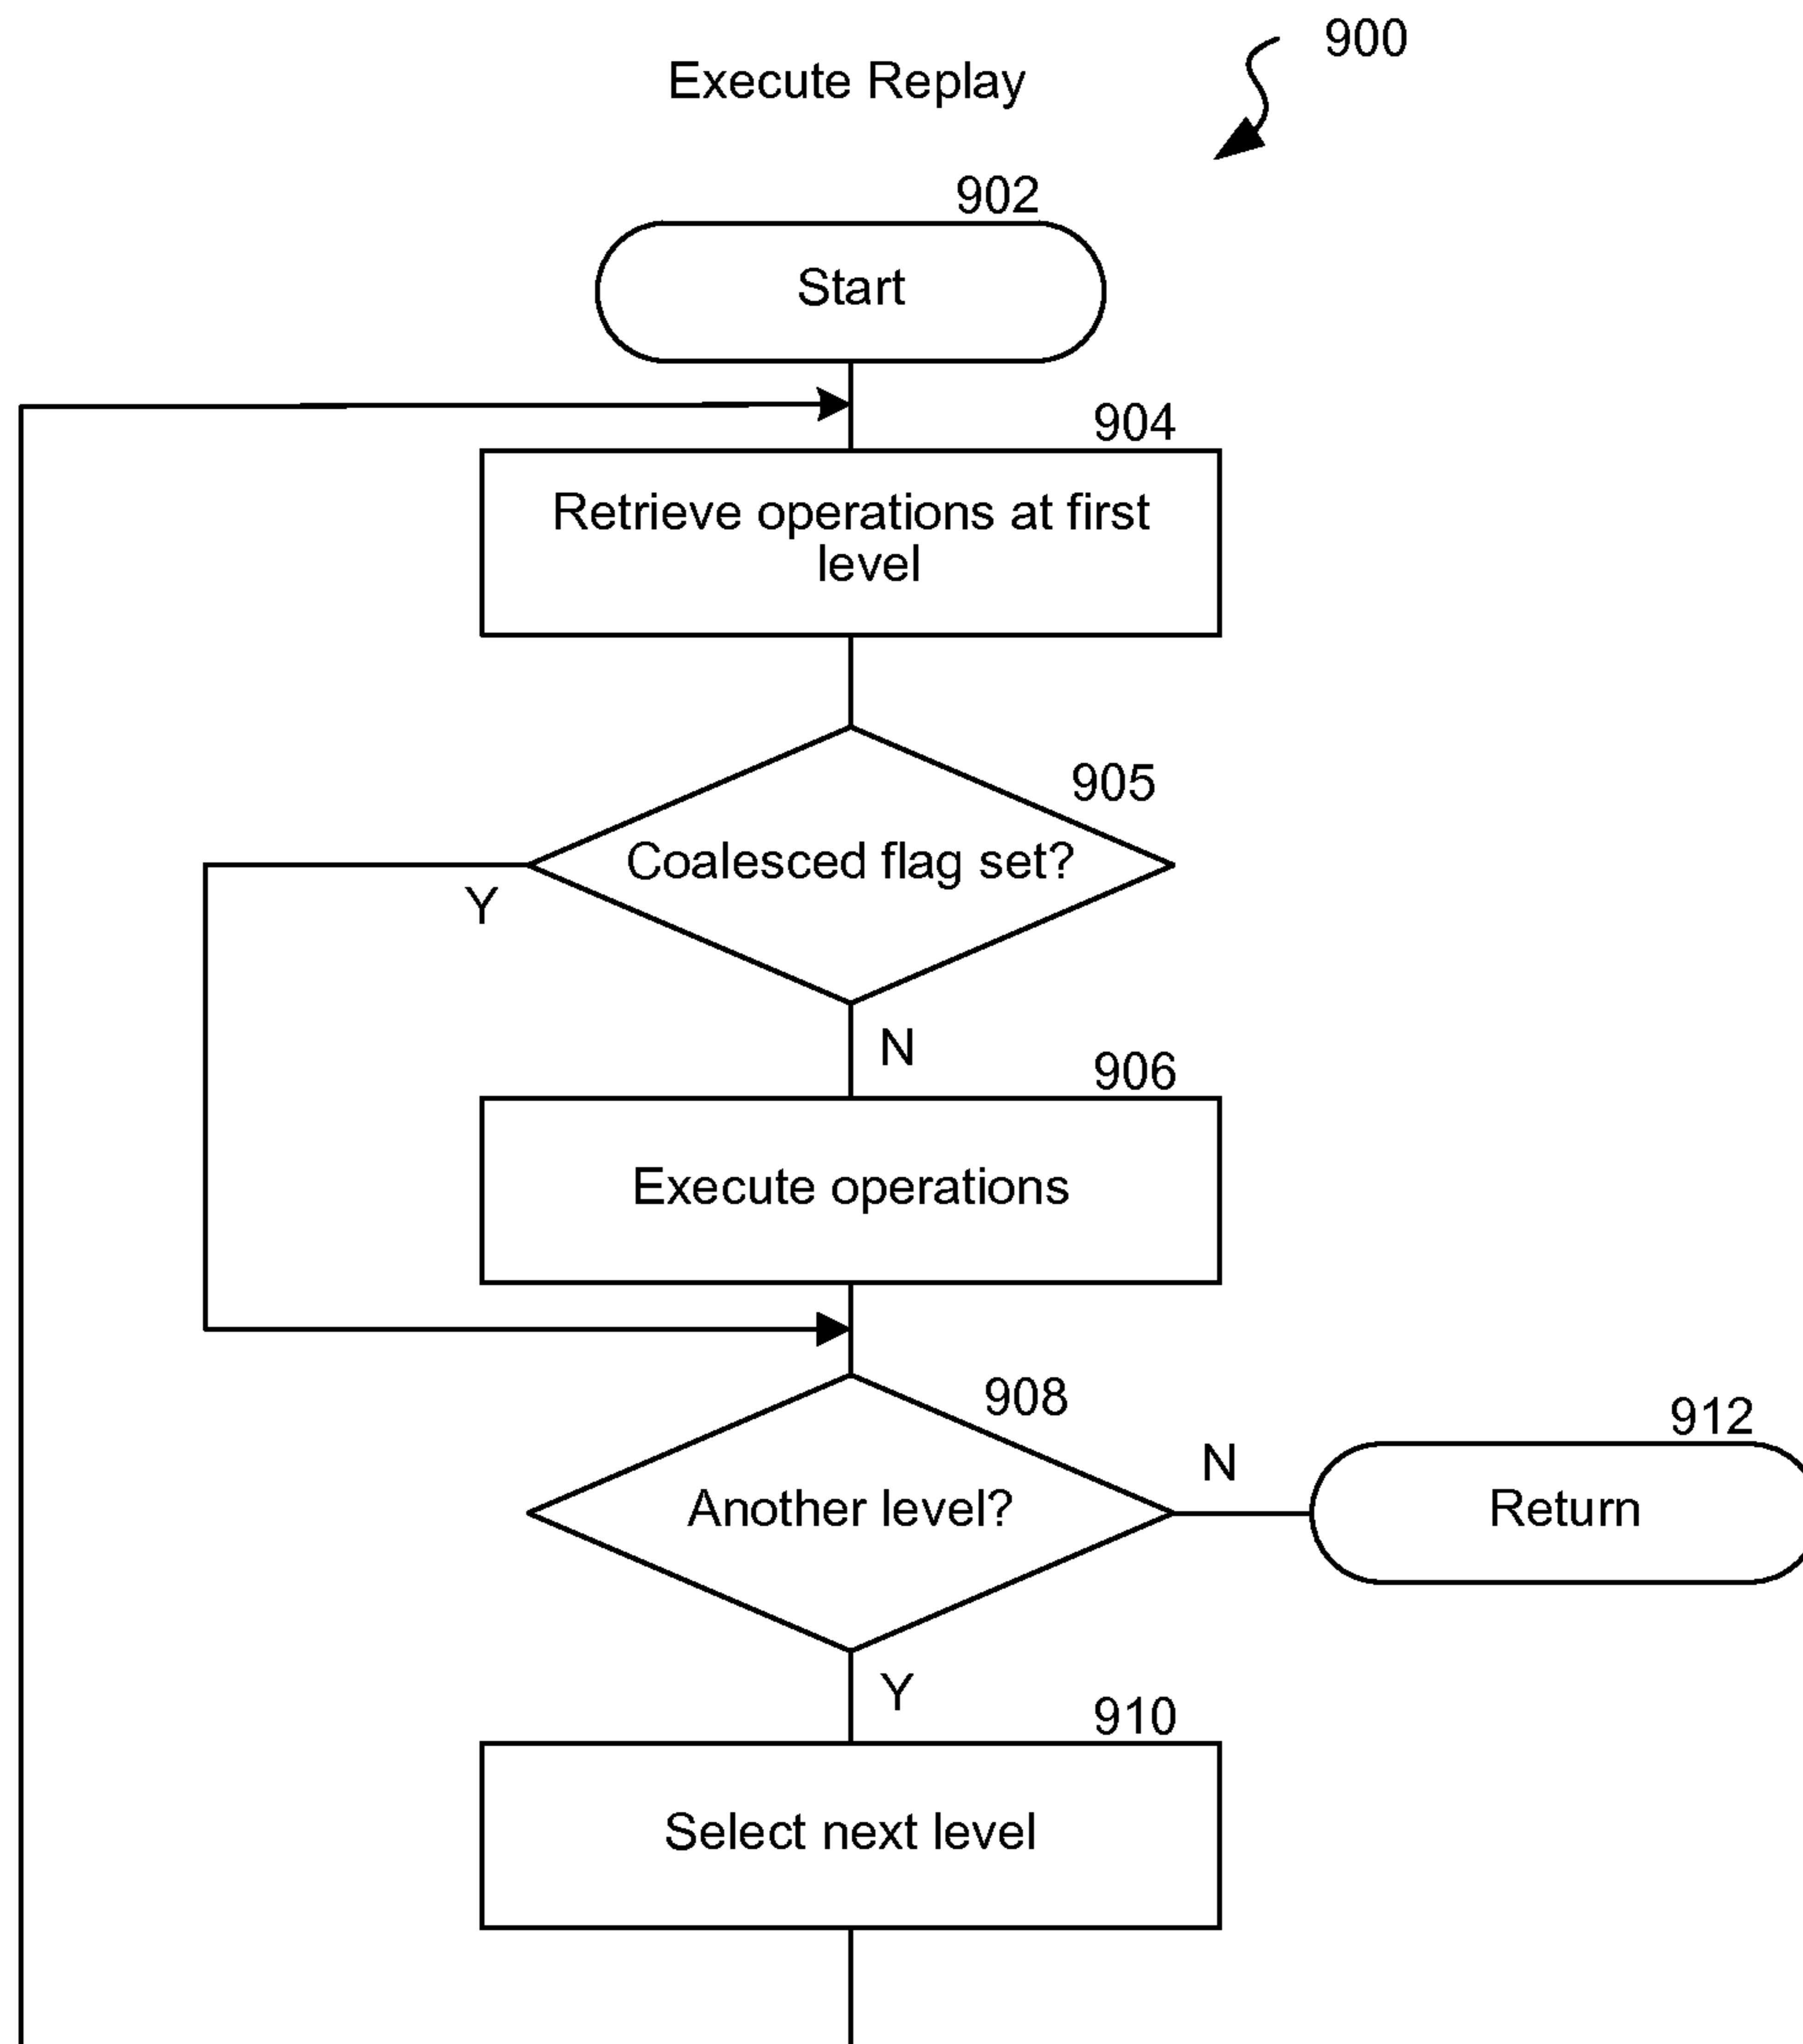 900
Execute Replay
902
Start
904
Retrieve operations at first
level
905
Coalesced flag set?
Y
N
906
Execute operations
908
Another level?
N
912
Return
Y
910
Select next level